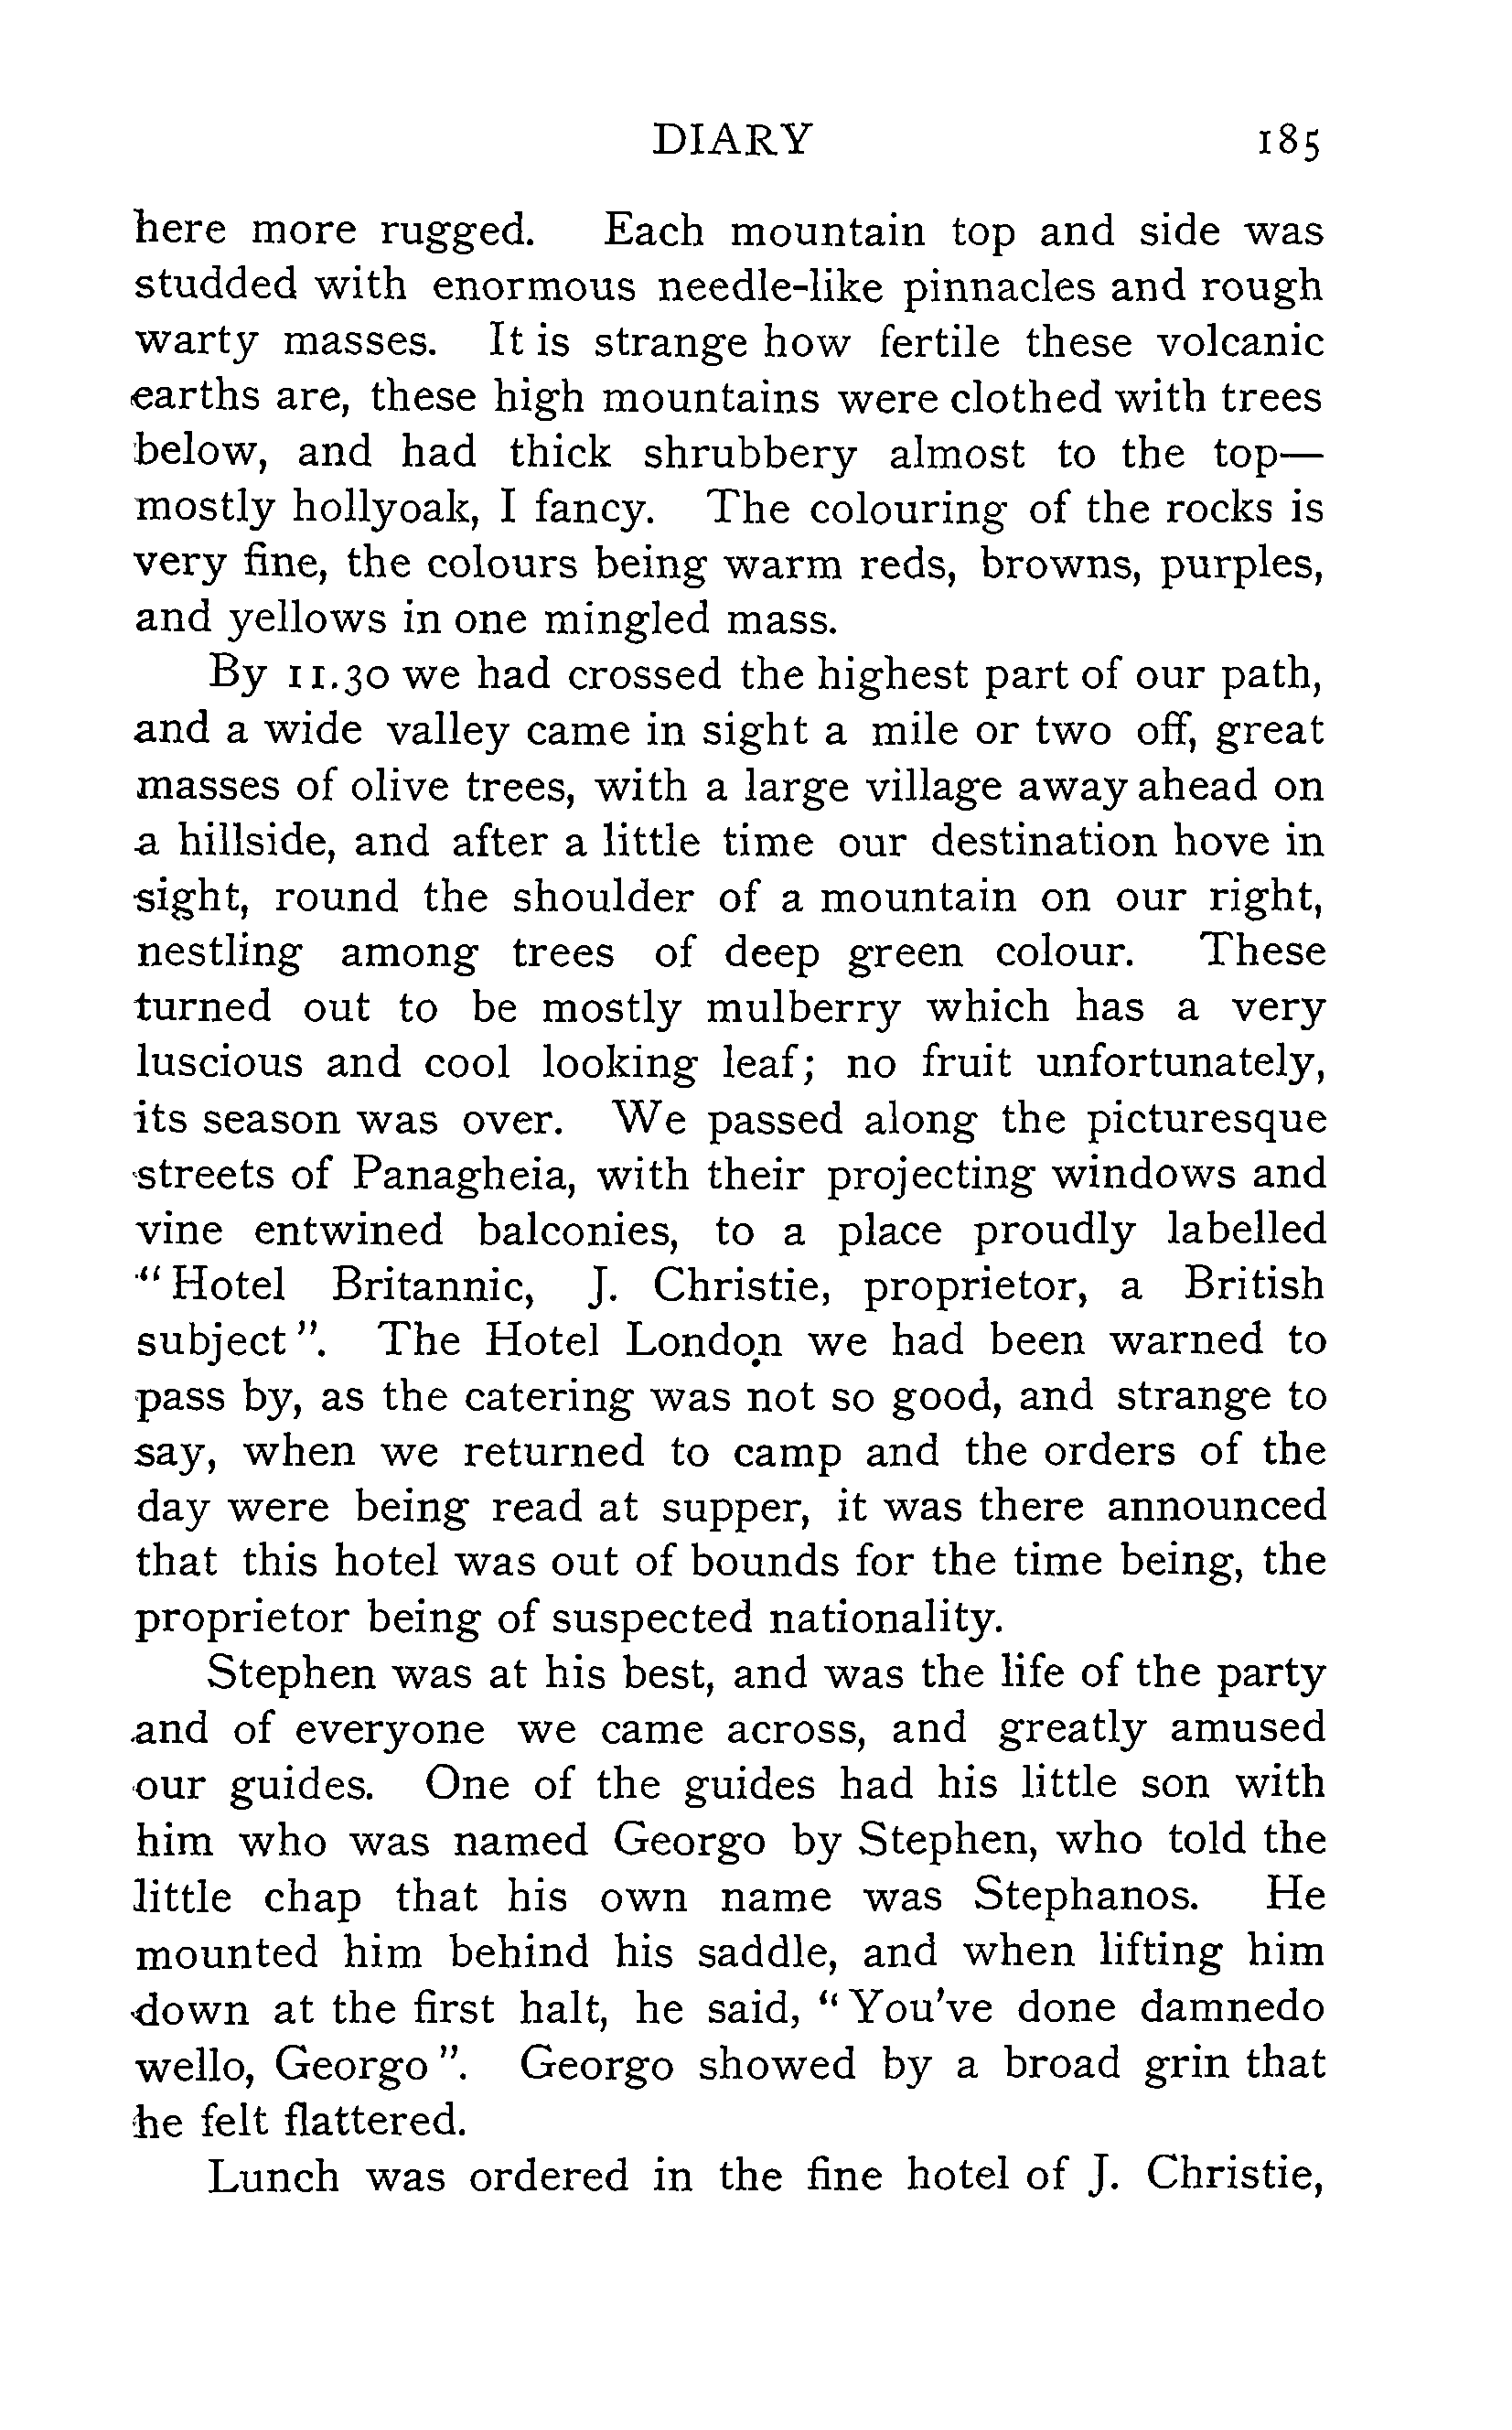 DIARY 185
here more rugged. Each mountain top and side was
studded with enormous needle-like pinnacles and rough
warty masses. It is strange how fertile these volcanic
earths are, these high mountains were clothed with trees
below, and had thick shrubbery almost to the top—
mostly hollyoak, I fancy. The colouring of the rocks is
very fine, the colours being warm reds, browns, purples,
and yellows in one mingled mass.
By 11.30 we had crossed the highest part of our path,
and a wide valley came in sight a mile or two off, great
masses of olive trees, with a large village away ahead on
a hillside, and after a little time our destination hove in
sight, round the shoulder of a mountain on our right,
nestling among trees of deep green colour. These
turned out to be mostly mulberry which has a very
luscious and cool looking leaf; no fruit unfortunately,
its season was over. We passed along the picturesque
streets of Panagheia, with their projecting windows and
vine entwined balconies, to a place proudly labelled
“Hotel Britannic, J. Christie, proprietor, a British
subject”. The Hotel London we had been warned to
pass by, as the catering was not so good, and strange to
say, when we returned to camp and the orders of the
day were being read at supper, it was there announced
that this hotel was out of bounds for the time being, the
proprietor being of suspected nationality.
Stephen was at his best, and was the life of the party
and of everyone we came across, and greatly amused
our guides. One of the guides had his little son with
him who was named Georgo by Stephen, who told the
little chap that his own name was Stephanos. He
mounted him behind his saddle, and when lifting him
down at the first halt, he said, “You’ve done damnedo
wello, Georgo”. Georgo showed by a broad grin that
he felt flattered.
Lunch was ordered in the fine hotel of J. Christie,